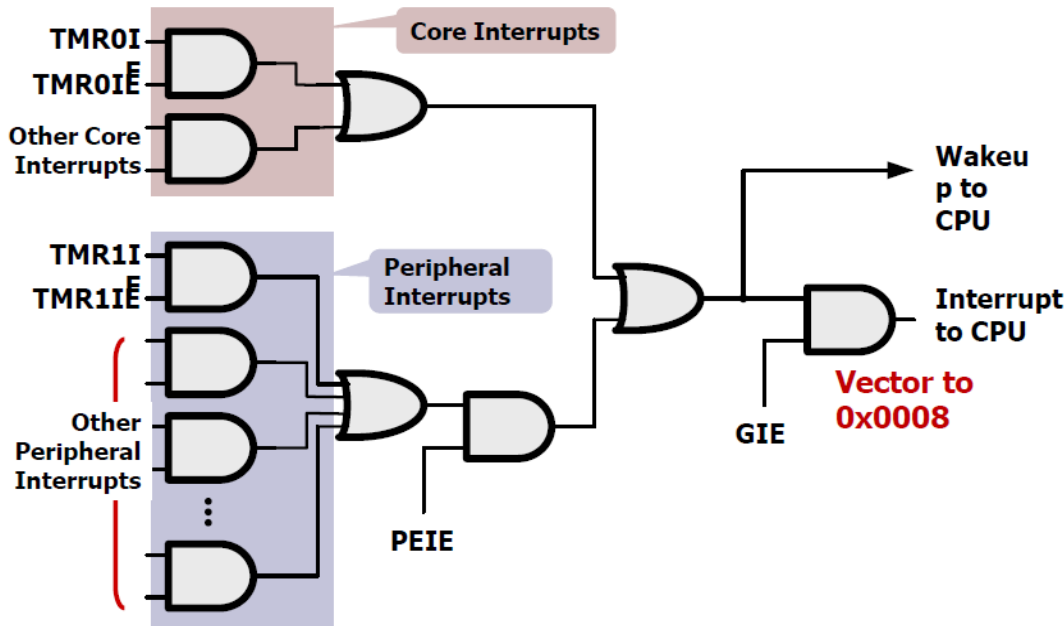 Core Interrupts
TMR0I
E
TMR0IE
Other Core
Interrupts
Wakeu
p to
CPU
TMR1I
E
TMR1IE
Peripheral
Interrupts
Interrupt
to CPU
Vector to
0x0008
Other
Peripheral
Interrupts
GIE
PEIE